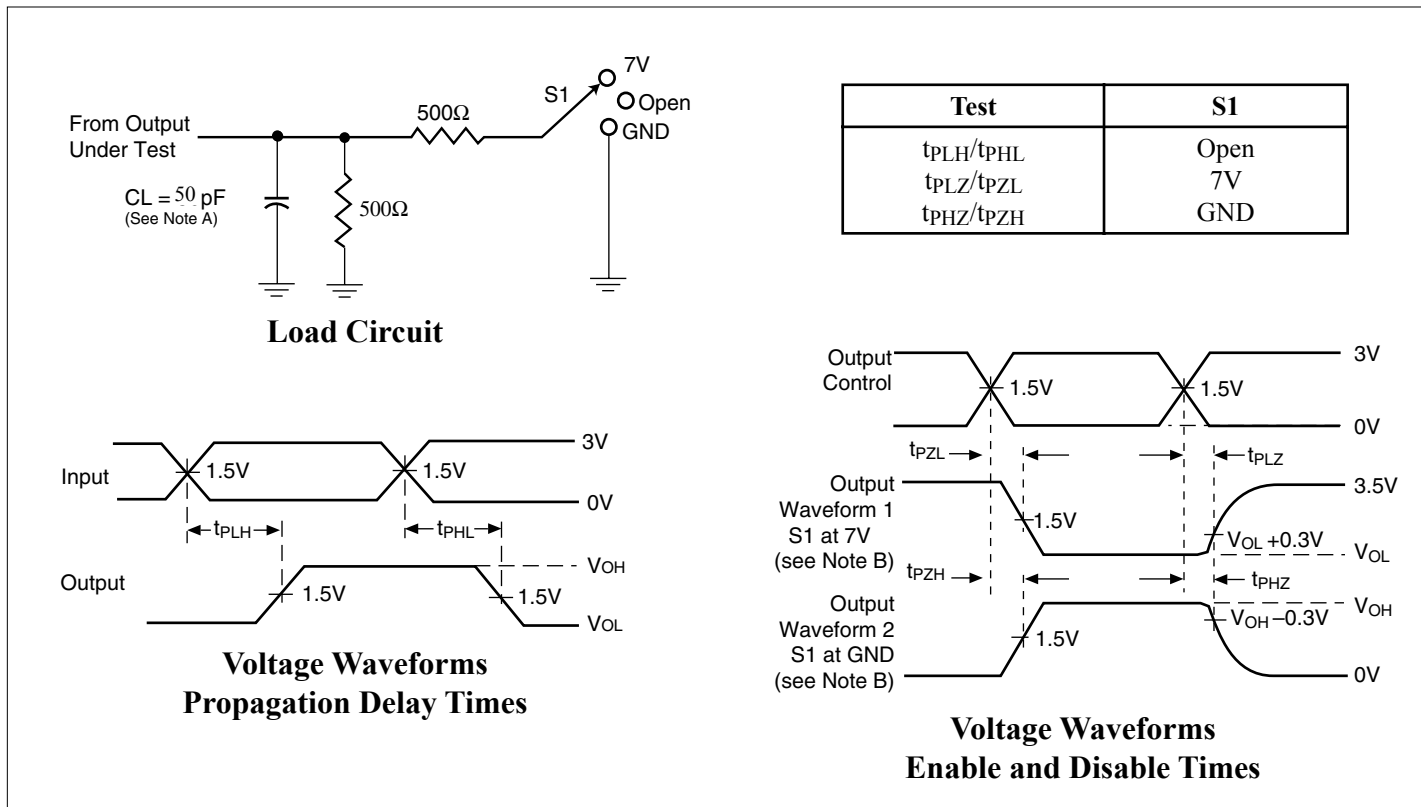 7V
S1
Open
500Ω
GND
From Output
Under Test
CL = 50 pF
(See Note A)
500Ω
Load Circuit
Test S1
tPLH/tPHL Open
tPLZ/tPZL 7V
tPHZ/tPZH GND
Input
3V
1.5V
1.5V
0V
tPLH
tPHL
Output
VOH
1.5V
1.5V
VOL
Voltage Waveforms
Propagation Delay Times
Output
Control
3V
1.5V
1.5V
0V
tPZL
tPLZ
Output
Waveform 1
S1 at 7V
(see Note B)
3.5V
1.5V
VOL +0.3V
VOL
tPZH
tPHZ
Output
Waveform 2
S1 at GND
(see Note B)
VOH
VOH −0.3V
1.5V
0V
Voltage Waveforms
Enable and Disable Times